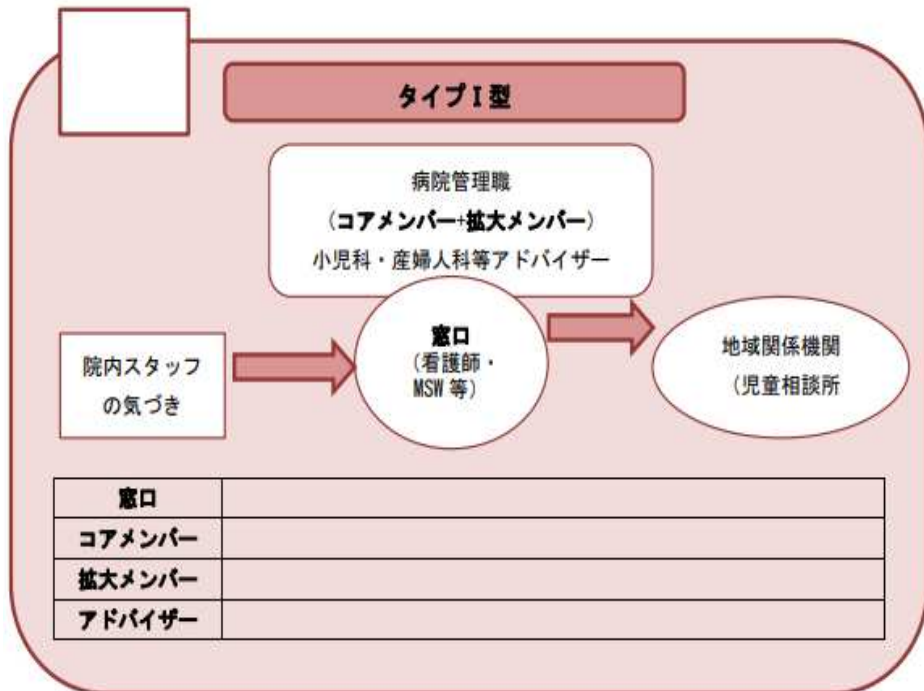 タイプⅠ型
病院管理職
（コアメンバー+拡大メンバー）
小児科・産婦人科等アドバイザー
院内スタッフ
の気づき
窓口
（看護師・
MSW 等）
地域関係機関
（児童相談所
窓口
コアメンバー
拡大メンバー
アドバイザー